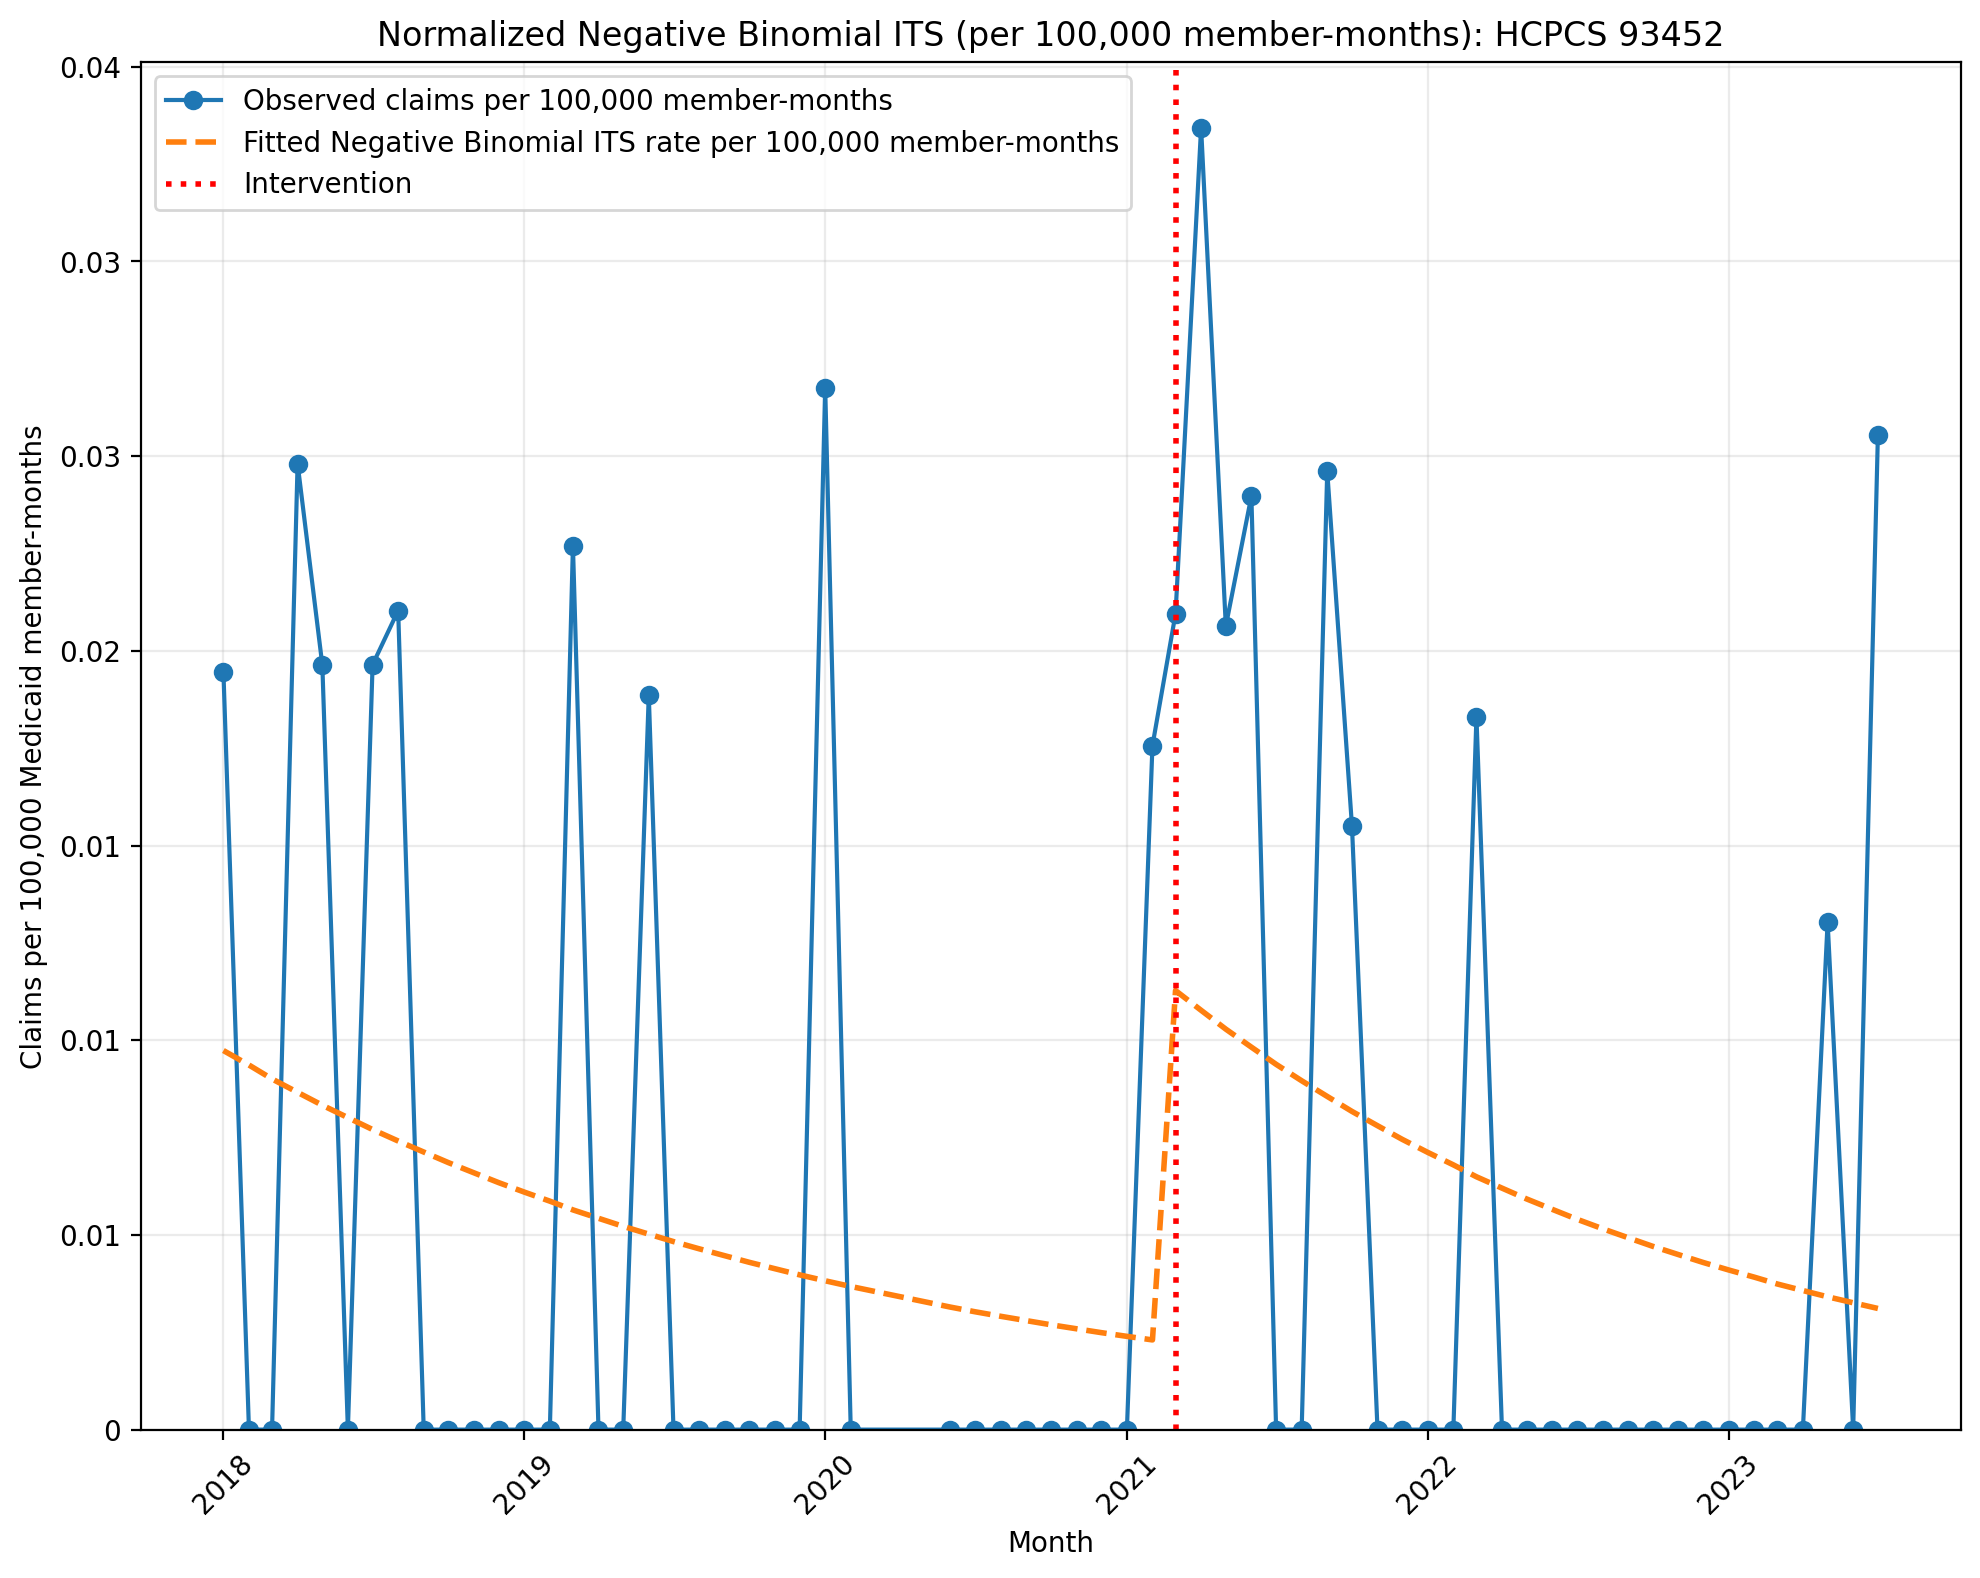 Normalized Negative Binomial ITS (per 100,000 member-months): HCPCS 93452
Observed claims per 100,000 member-months
Fitted Negative Binomial ITS rate per 100,000 member-months
Intervention
Claims per 100,000 Medicaid member-months
0.04
0.03
0.03
0.02
0.01
0.01
0.01
0
2018
2019
2020
2021
2022
2023
Month